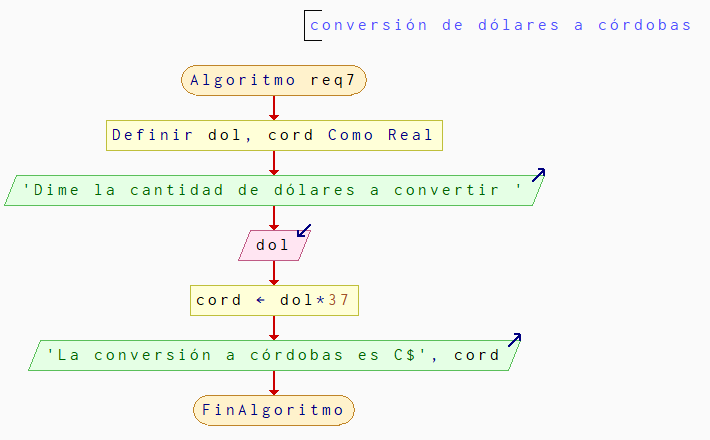 conversión de dólares a córdobas
Algoritmo req7
Definir dol, cord Como Real
'Dime la cantidad de dólares a convertir '
dol
cord ← dol*37
'La conversión a córdobas es C$', cord
FinAlgoritmo